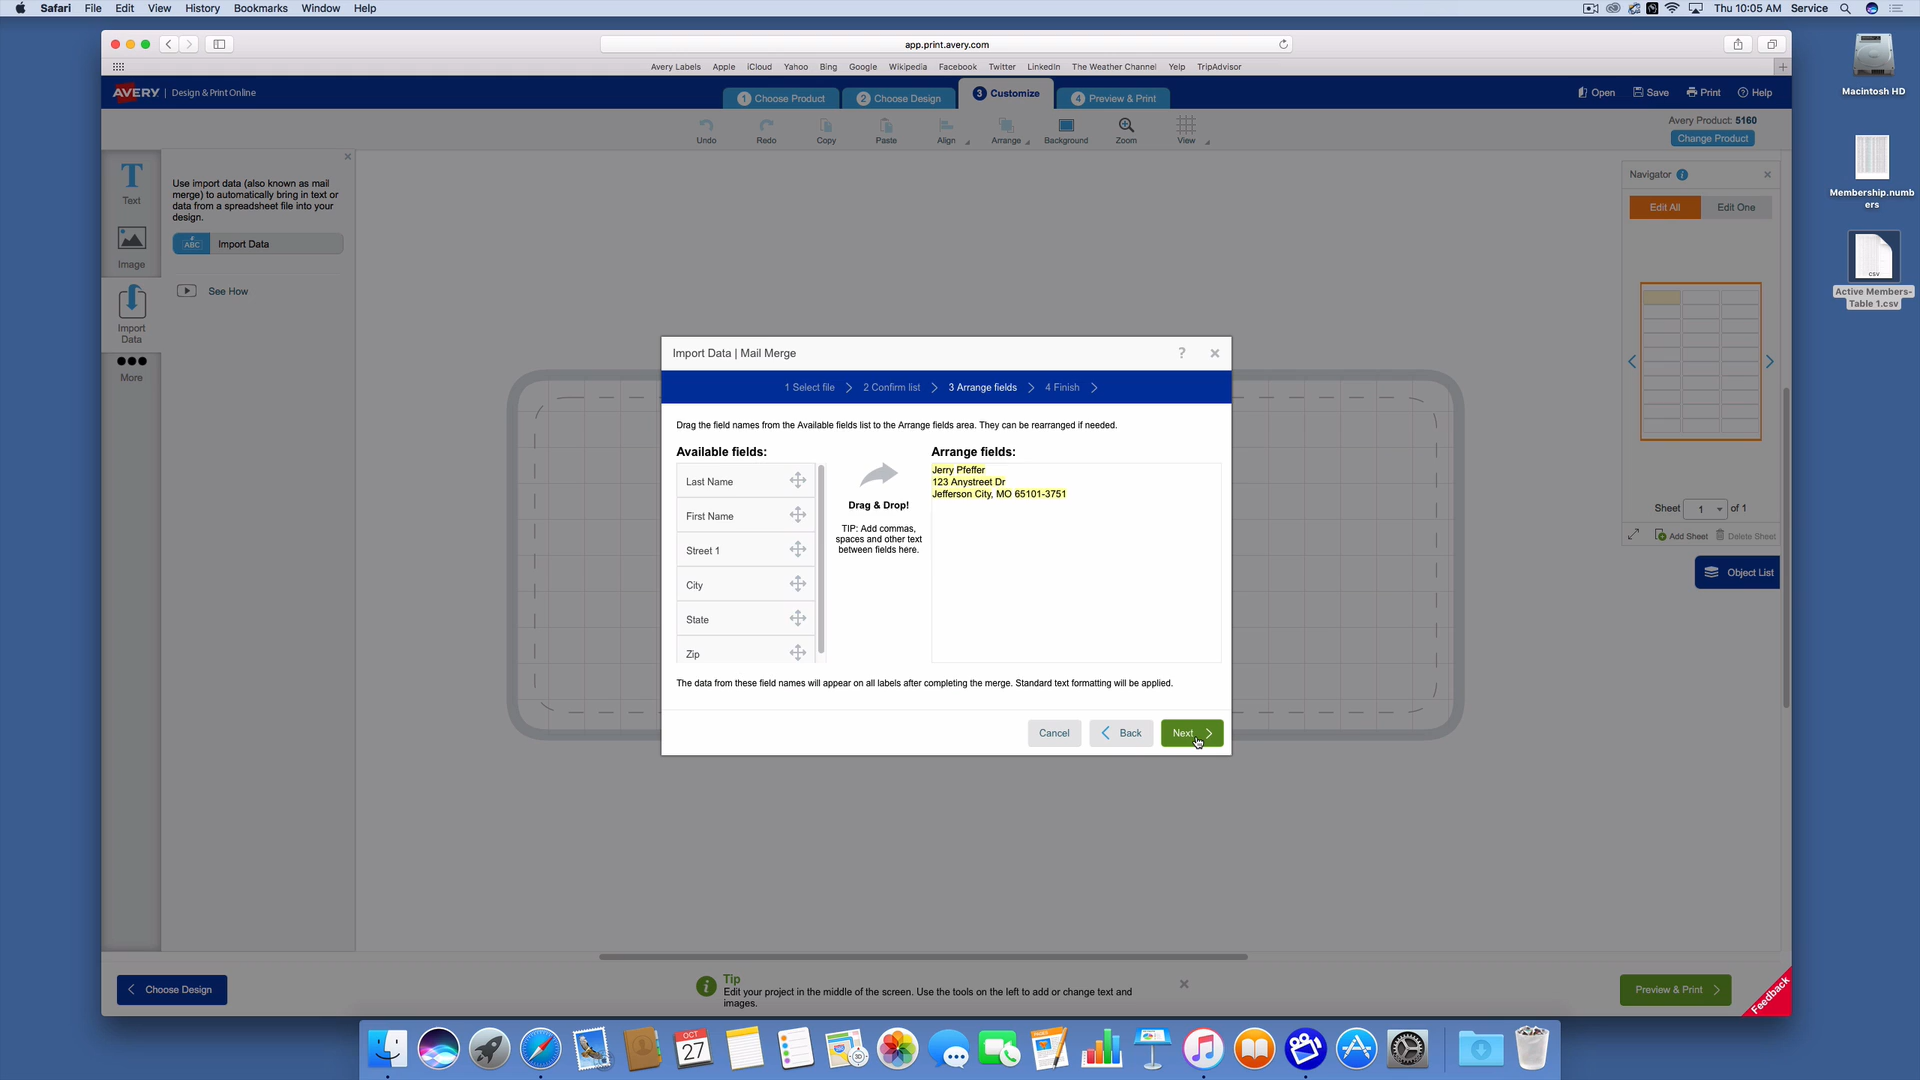 Safari File Edit View History Bookmarks Window Help
Thu 10:05 AM Service
app.print.avery.com
Avery Labels Apple iCloud Yahoo Bing Google Wikipedia Facebook Twitter LinkedIn The Weather Channel Yelp TripAdvisor
AVERY | Design & Print Online
1 Choose Product
2 Choose Design
3 Customize
4 Preview & Print
Open Save Print Help
Undo Redo Copy Paste Align Arrange Background Zoom View
Avery Product: 5160
Change Product
Text
Image
Import
Data
More
Use import data (also known as mail
merge) to automatically bring in text or
data from a spreadsheet file into your
design.
ABC Import Data
See How
Import Data | Mail Merge ?
1 Select file 2 Confirm list 3 Arrange fields 4 Finish
Drag the field names from the Available fields list to the Arrange fields area. They can be rearranged if needed.
Available fields:
Last Name
First Name
Street 1
City
State
Zip
Drag & Drop!
TIP: Add commas,
spaces and other text
between fields here.
Arrange fields:
Jerry Pfeffer
123 Anystreet Dr
Jefferson City, MO 65101-3751
The data from these field names will appear on all labels after completing the merge. Standard text formatting will be applied.
Cancel
Back
Next
Navigator
Edit All
Edit One
Sheet 1 of 1
Add Sheet
Delete Sheet
Object List
Choose Design
Tip
Edit your project in the middle of the screen. Use the tools on the left to add or change text and
images.
Preview & Print
Feedback
Macintosh HD
Membership.numb
ers
CSV
Active Members-
Table 1.csv
OCT
27
3D